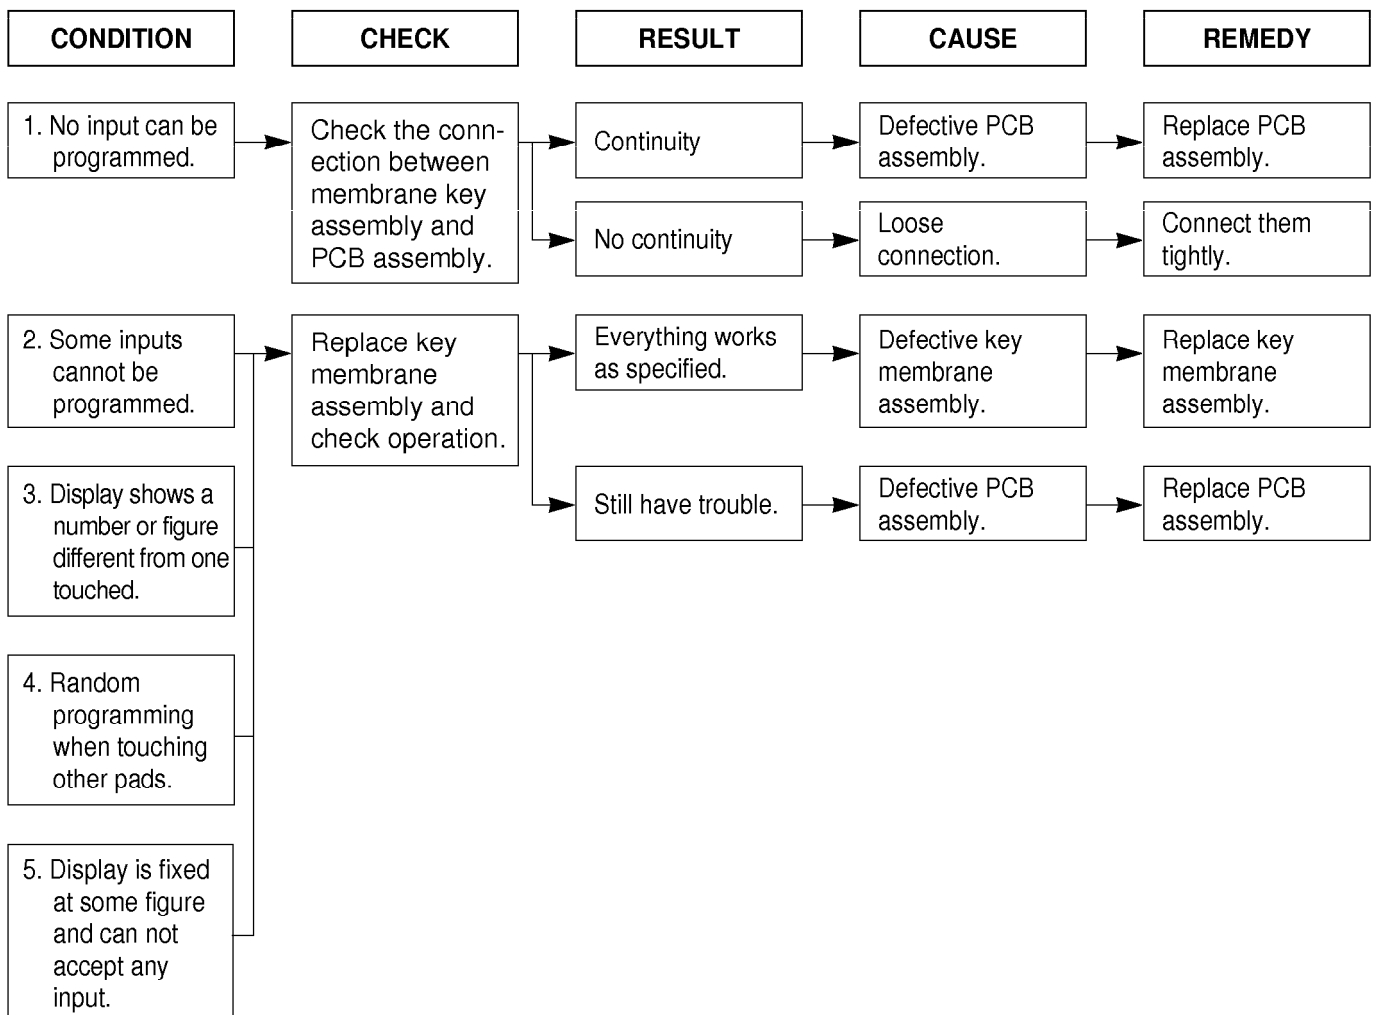 CONDITION
CHECK
RESULT
CAUSE
REMEDY
1. No input can be
programmed.
Check the conn-
ection between
membrane key
assembly and
PCB assembly.
Continuity
Defective PCB
assembly.
Replace PCB
assembly.
No continuity
Loose
connection.
Connect them
tightly.
2. Some inputs
cannot be
programmed.
Replace key
membrane
assembly and
check operation.
Everything works
as specified.
Defective key
membrane
assembly.
Replace key
membrane
assembly.
3. Display shows a
number or figure
different from one
touched.
Still have trouble.
Defective PCB
assembly.
Replace PCB
assembly.
4. Random
programming
when touching
other pads.
5. Display is fixed
at some figure
and can not
accept any
input.